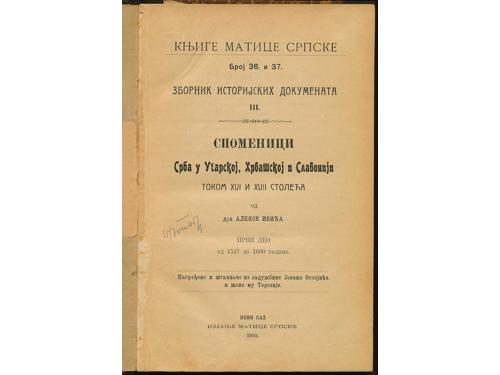 КЊИГЕ МАТИЦЕ СРПСКЕ
Број 36. и 37.
ЗБОРНИК ИСТОРИЈСКИХ ДОКУМЕНАТА
III.
СПОМЕНИЦИ
Срба у Угарској, Хрватској и Славонији
ТОКОМ XVI И XVII СТОЛЕЋА
ОД
дра АЛЕКСЕ ИВИЋА
ПРВИ ДЕО
од 1527 до 1600 године.
Награђено и штампано из задужбине Јована Остојића
и жене му Терезије.
НОВИ САД
ИЗДАЊЕ МАТИЦЕ СРПСКЕ